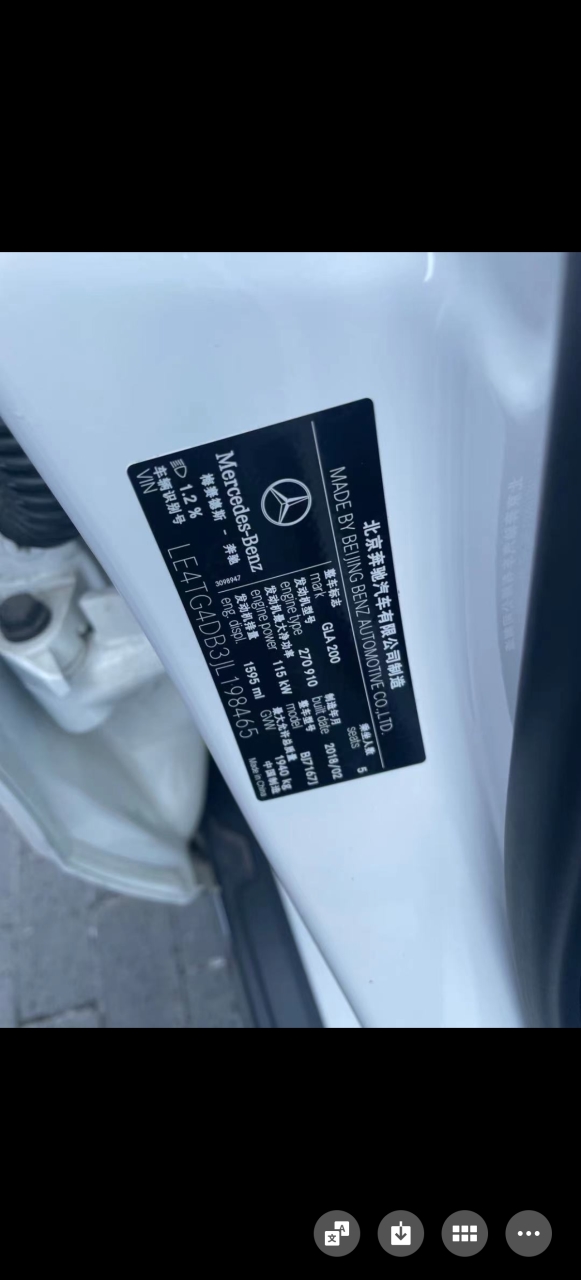 北京奔驰汽车有限公司制造
MADE BY BEIJING BENZ AUTOMOTIVE CO.,LTD.
乘坐人数
seats 5
整车标志
mark GLA 200
制造年月
built date 2018/02
发动机型号
engine type 270 910
整车型号
model BJ7167J
发动机最大净功率
engine power 115 kW
最大允许总质量
GVW 1940 kg
发动机排量
eng. displ. 1595 ml
中国制造
Made in China
Mercedes-Benz
梅赛德斯 - 奔驰
3098947
1.2 %
车辆识别号
VIN LE4TG4DB3JL198465